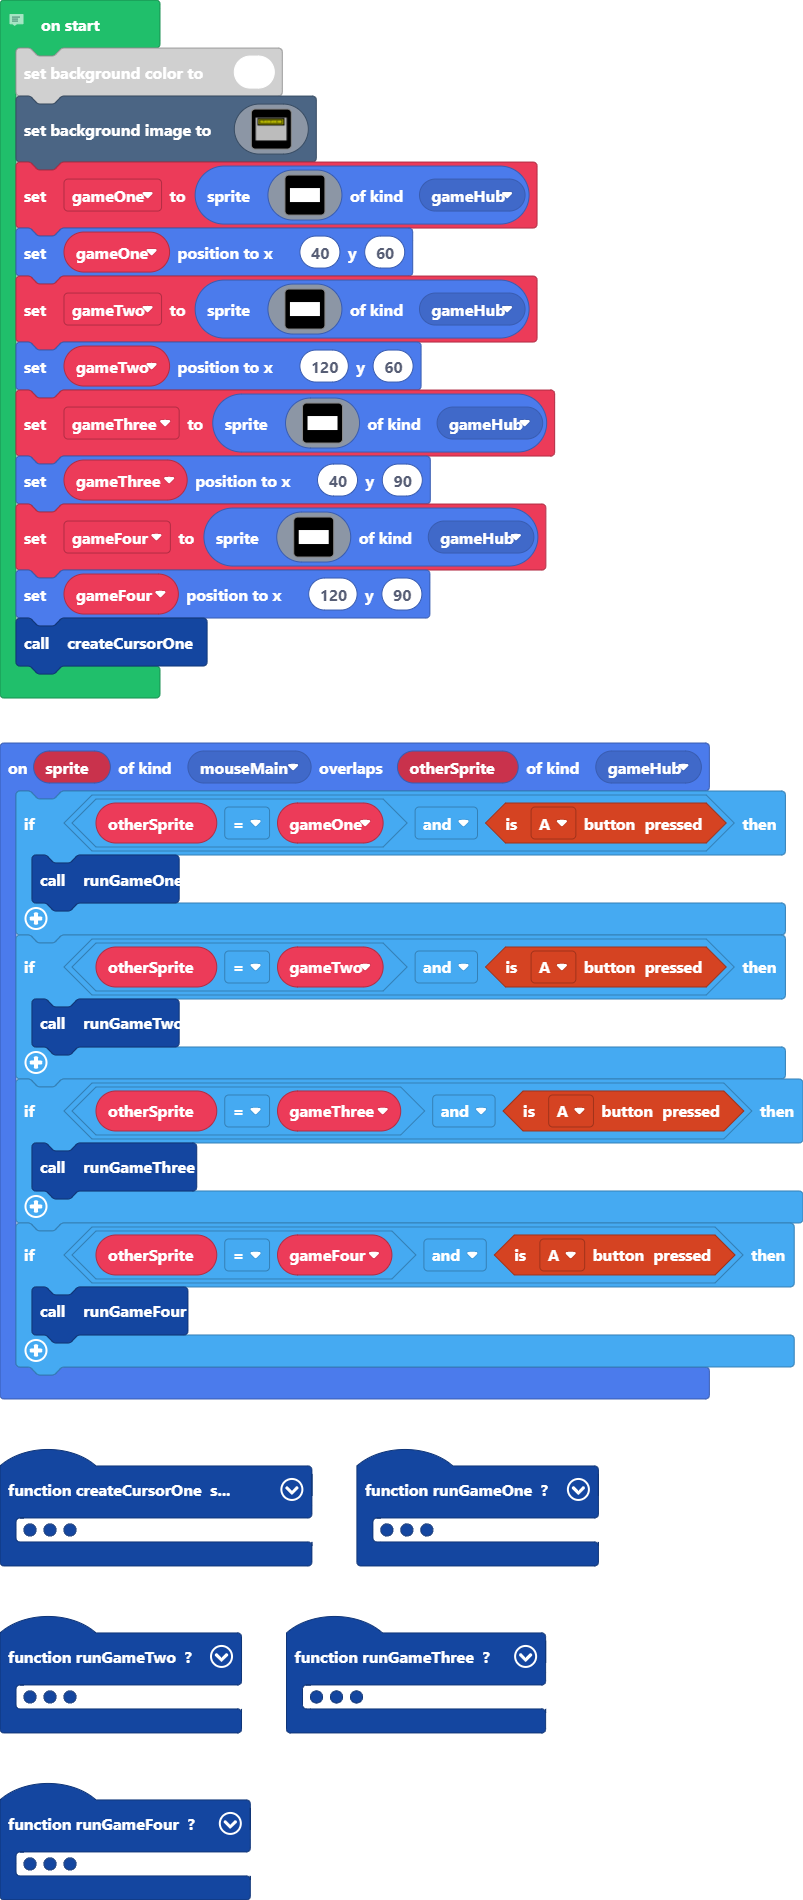 on start
set background color to
set background image to
set gameOne to sprite of kind gameHub
set gameOne position to x 40 y 60
set gameTwo to sprite of kind gameHub
set gameTwo position to x 120 y 60
set gameThree to sprite of kind gameHub
set gameThree position to x 40 y 90
set gameFour to sprite of kind gameHub
set gameFour position to x 120 y 90
call createCursorOne
on sprite of kind mouseMain overlaps otherSprite of kind gameHub
if otherSprite = gameOne and is A button pressed then
call runGameOne
if otherSprite = gameTwo and is A button pressed then
call runGameTwo
if otherSprite = gameThree and is A button pressed then
call runGameThree
if otherSprite = gameFour and is A button pressed then
call runGameFour
function createCursorOne s...
function runGameOne ?
function runGameTwo ?
function runGameThree ?
function runGameFour ?